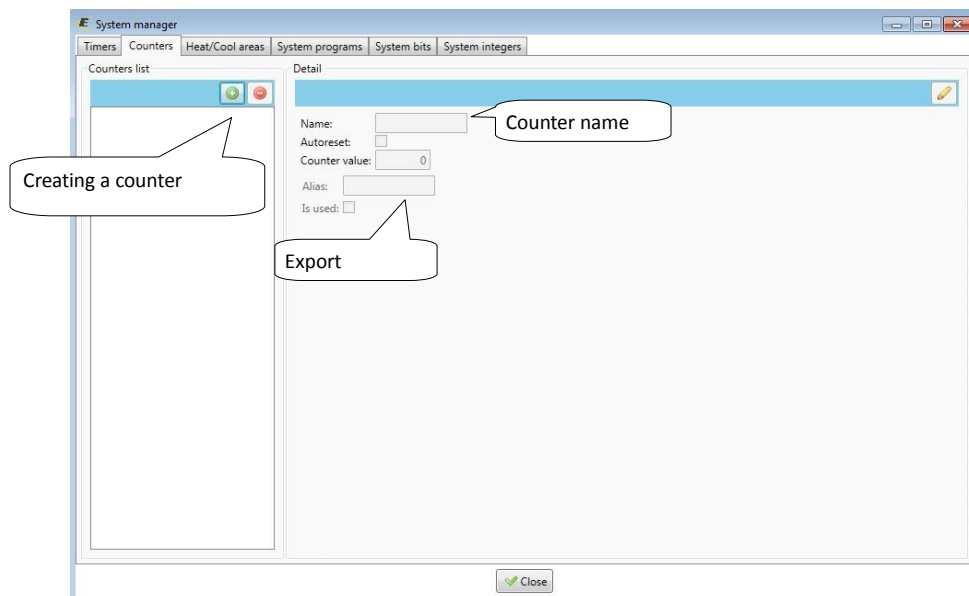 System manager
Timers Counters Heat/Cool areas System programs System bits System integers
Counters list
Detail
Name:
Counter name
Autoreset:
Counter value: 0
Creating a counter
Alias:
Is used:
Export
Close